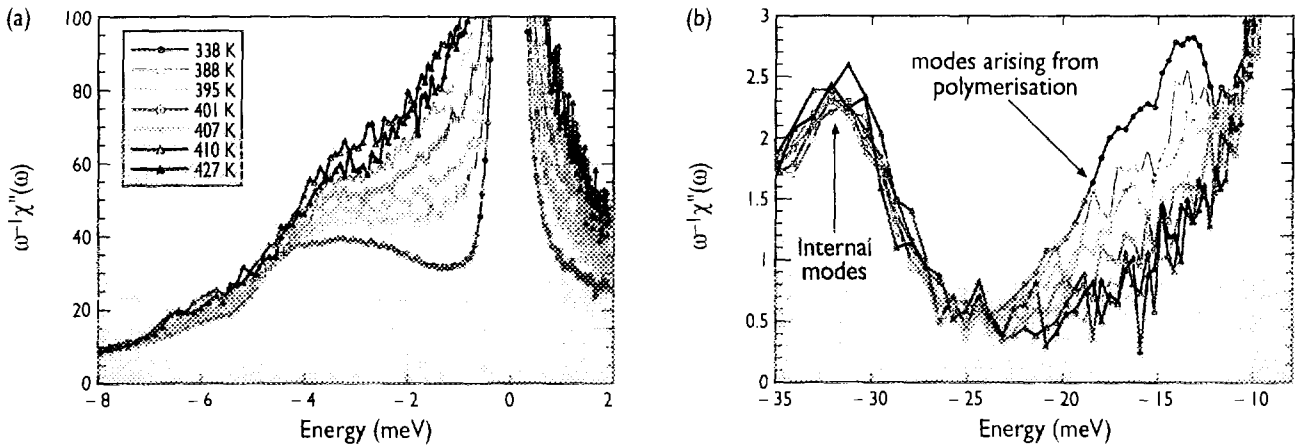 (a)
100
80
60
40
20
0
ω⁻¹χ"(ω)
338 K
388 K
395 K
401 K
407 K
410 K
427 K
-8
-6
-4
-2
0
2
Energy (meV)
(b)
3
2.5
2
1.5
1
0.5
0
ω⁻¹χ"(ω)
modes arising from
polymerisation
Internal
modes
-35
-30
-25
-20
-15
-10
Energy (meV)